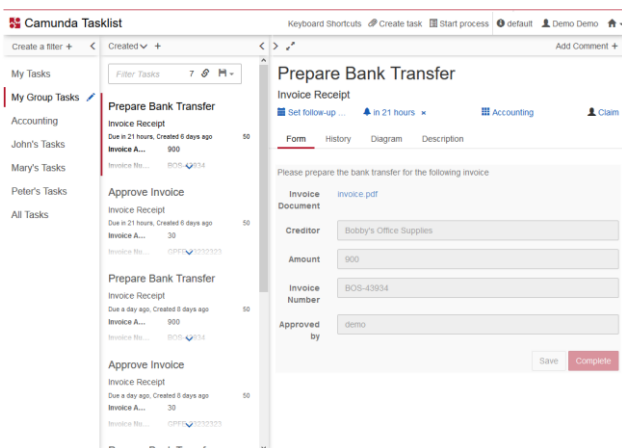 Camunda Tasklist
Keyboard Shortcuts Create task Start process default Demo Demo
Create a filter + Created + Add Comment +
My Tasks
My Group Tasks
Accounting
John's Tasks
Mary's Tasks
Peter's Tasks
All Tasks
Filter Tasks 7
Prepare Bank Transfer
Invoice Receipt
Due in 21 hours, Created 6 days ago 50
Invoice A... 900
Invoice Nu... BOS-43934
Approve Invoice
Invoice Receipt
Due in 21 hours, Created 6 days ago 50
Invoice A... 30
Invoice Nu...
Prepare Bank Transfer
Invoice Receipt
Due a day ago, Created 8 days ago 50
Invoice A... 900
Invoice Nu... BOS-43934
Approve Invoice
Invoice Receipt
Due a day ago, Created 8 days ago 50
Invoice A... 30
Invoice Nu...
Prepare Bank Transfer
Invoice Receipt
Set follow-up ... in 21 hours × Accounting Claim
Form History Diagram Description
Please prepare the bank transfer for the following invoice
Invoice Document invoice.pdf
Creditor Bobby's Office Supplies
Amount 900
Invoice Number BOS-43934
Approved by demo
Save Complete